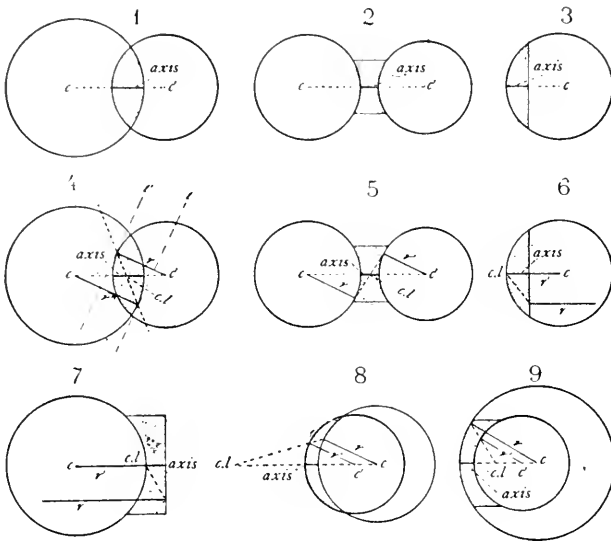 1
axis
c c'
2
axis
c c'
3
axis
c
4
t' t
axis r
c c'
r' c.l
5
axis r
c c'
r' c.l
6
axis
c.l r' c
r
7
c c.l axis
r'
r
8
c.l r
axis c' c
9
r
r'
c.l c' c
axis